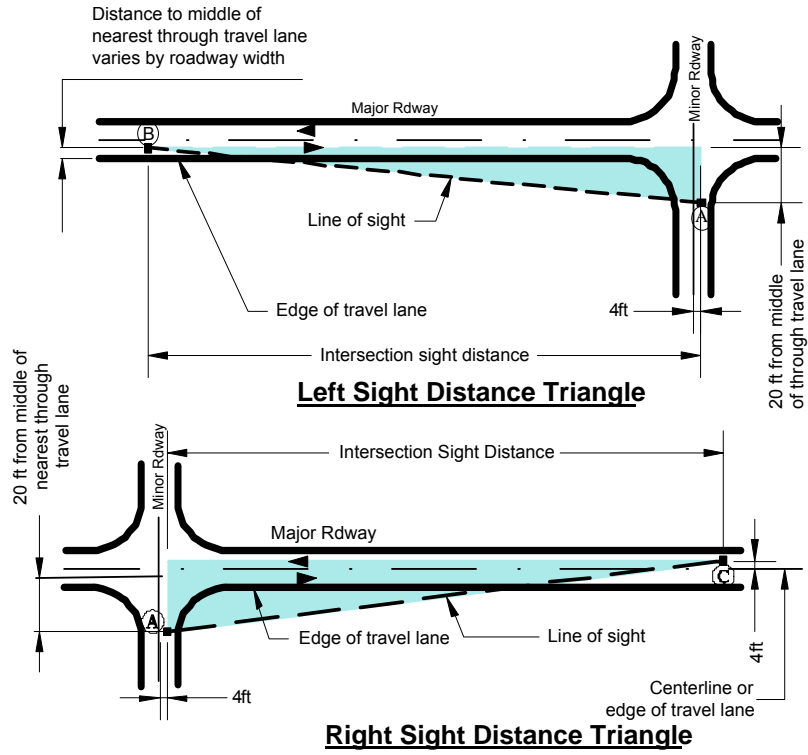 Distance to middle of
nearest through travel lane
varies by roadway width
Major Rdway
Minor Rdway
B
A
Line of sight
Edge of travel lane
4ft
20 ft from middle
of through travel lane
Intersection sight distance
Left Sight Distance Triangle
20 ft from middle of
nearest through
travel lane
Minor Rdway
Intersection Sight Distance
Major Rdway
C
A
Edge of travel lane
Line of sight
4ft
4ft
Centerline or
edge of travel lane
Right Sight Distance Triangle